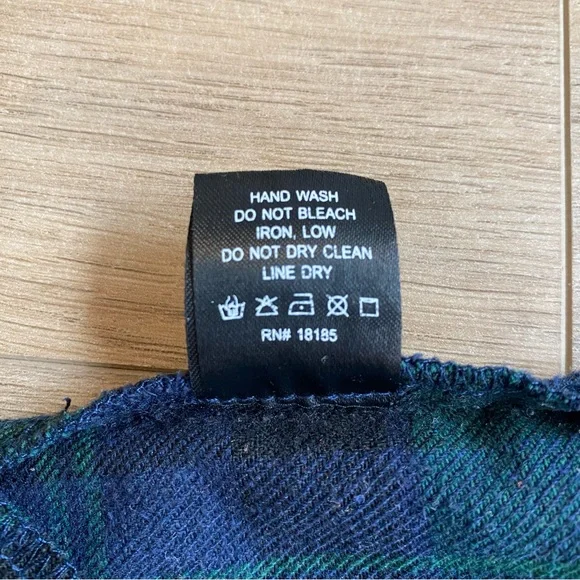 HAND WASH
DO NOT BLEACH
IRON, LOW
DO NOT DRY CLEAN
LINE DRY
RN# 18185